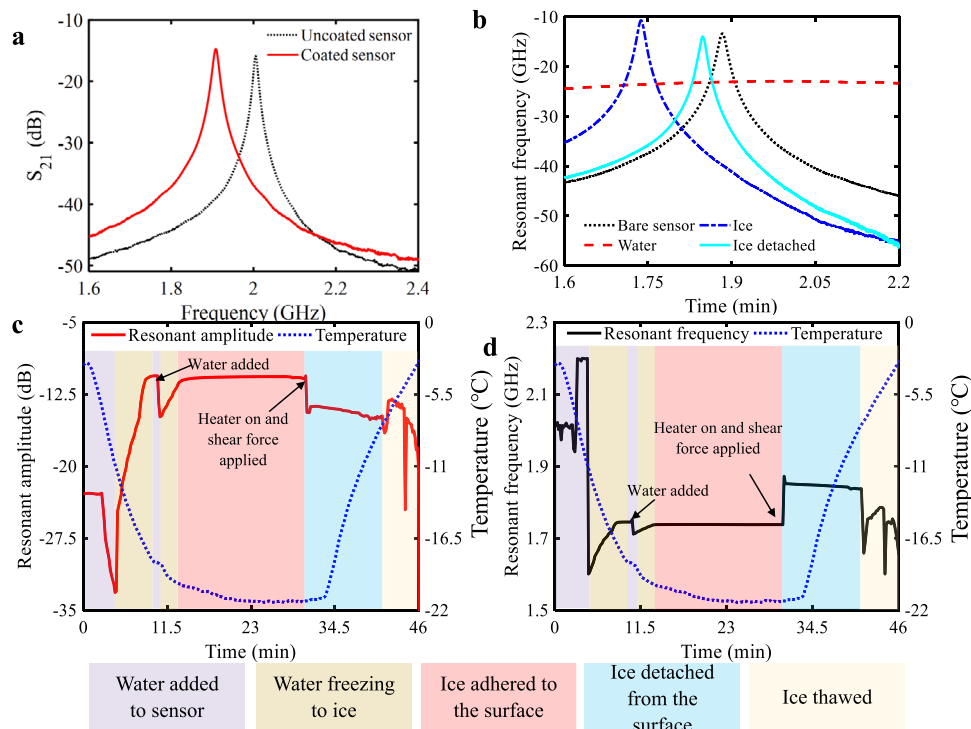 a
-10
-20
-30
-40
-50
S21 (dB)
Uncoated sensor
Coated sensor
1.6
1.8
2
2.2
2.4
Frequency (GHz)
b
-10
0
-10
-20
-30
-40
-50
-60
Resonant frequency (GHz)
Bare sensor
Ice
Water
Ice detached
1.6
1.75
1.9
2.05
2.2
Time (min)
c
-5
-12.5
-20
-27.5
-35
Resonant amplitude (dB)
Resonant amplitude
Temperature
Water added
Heater on and
shear force
applied
0
-5.5
-11
-16.5
-22
Temperature (°C)
0
11.5
23
34.5
46
Time (min)
d
2.3
2.1
1.9
1.7
1.5
Resonant frequency (GHz)
Resonant frequency
Temperature
Heater on and shear
force applied
Water added
0
-5.5
-11
-16.5
-22
Temperature (°C)
0
11.5
23
34.5
46
Time (min)
Water added
to sensor
Water freezing
to ice
Ice adhered to
the surface
Ice detached
from the
surface
Ice thawed